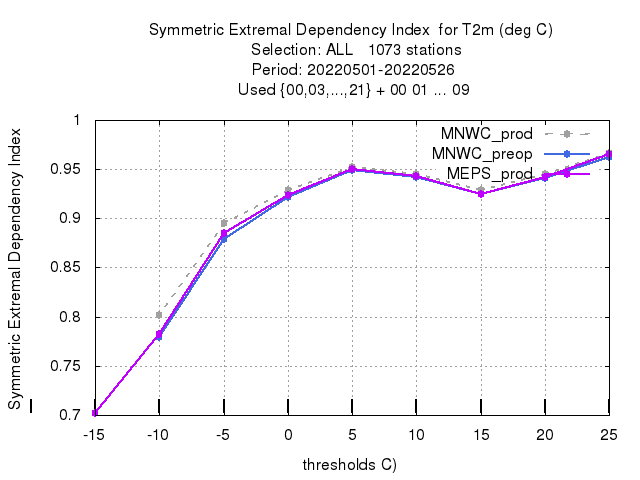 Symmetric Extremal Dependency Index  for T2m (deg C)
Selection: ALL   1073 stations
Period: 20220501-20220526
Used {00,03,...,21} + 00 01 ... 09
MNWC_prod
MNWC_preop
MEPS_prod
Symmetric Extremal Dependency Index
1
0.95
0.9
0.85
0.8
0.75
0.7
-15 -10 -5 0 5 10 15 20 25
thresholds C)